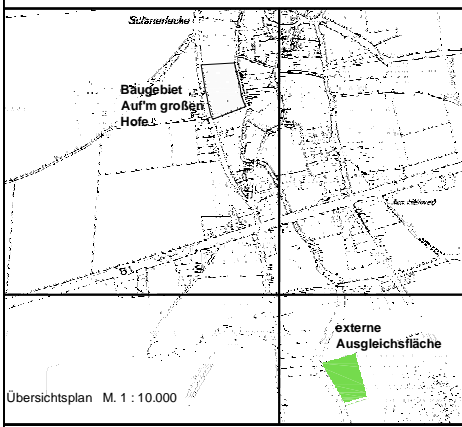 Baugebiet
Auf'm großen
Hofe
externe
Ausgleichsfläche
Übersichtsplan M. 1 : 10.000